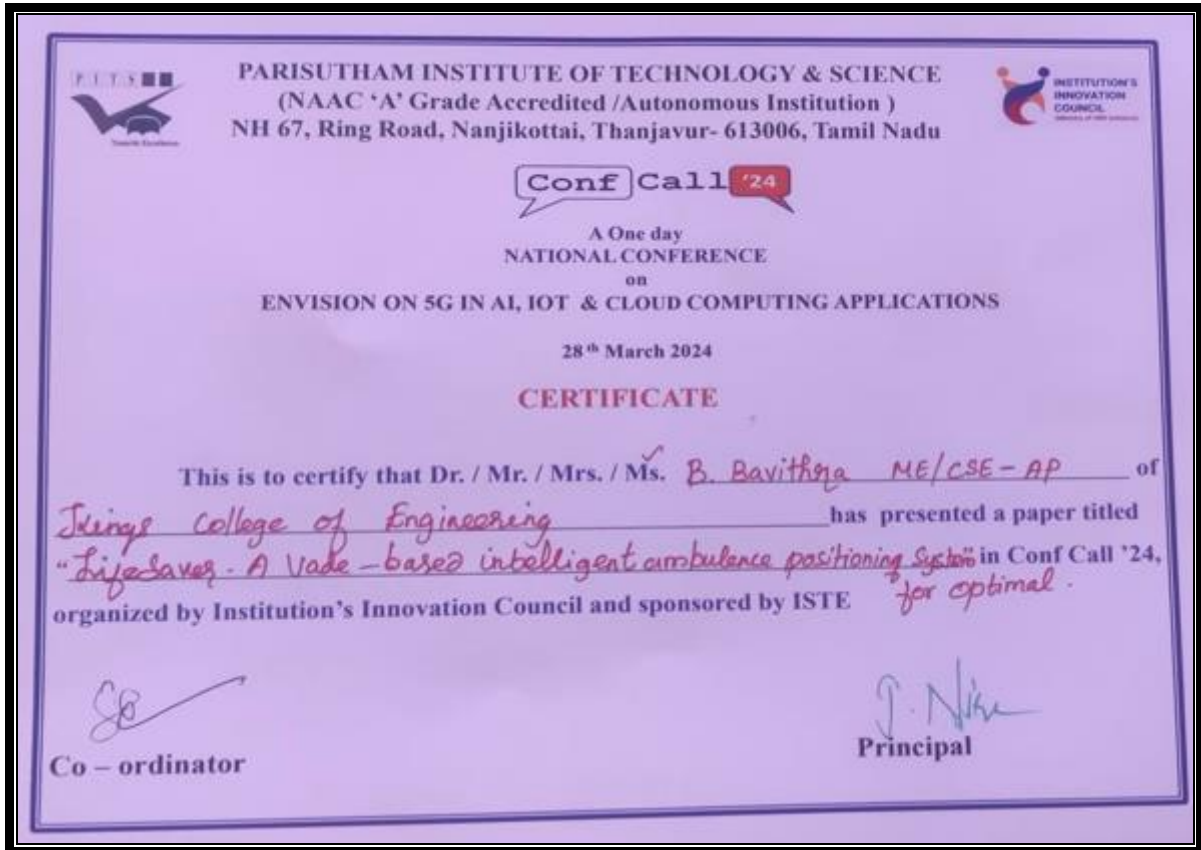 PITS
Towards Excellence
PARISUTHAM INSTITUTE OF TECHNOLOGY & SCIENCE
(NAAC ‘A’ Grade Accredited /Autonomous Institution )
NH 67, Ring Road, Nanjikottai, Thanjavur- 613006, Tamil Nadu
INSTITUTION'S
INNOVATION
COUNCIL
Conf Call '24
A One day
NATIONAL CONFERENCE
on
ENVISION ON 5G IN AI, IOT & CLOUD COMPUTING APPLICATIONS
28th March 2024
CERTIFICATE
This is to certify that Dr. / Mr. / Mrs. / Ms. B. Bavithra ME/CSE-AP of
Kings College of Engineering has presented a paper titled
"LifeSaver - A Vade-based intelligent ambulence positioning System" in Conf Call ’24,
for optimal.
organized by Institution’s Innovation Council and sponsored by ISTE
Co – ordinator
Principal